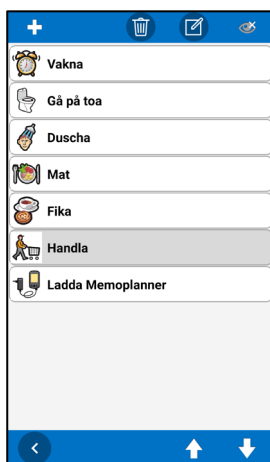 Vakna
Gå på toa
Duscha
Mat
Fika
Handla
Ladda Memoplanner